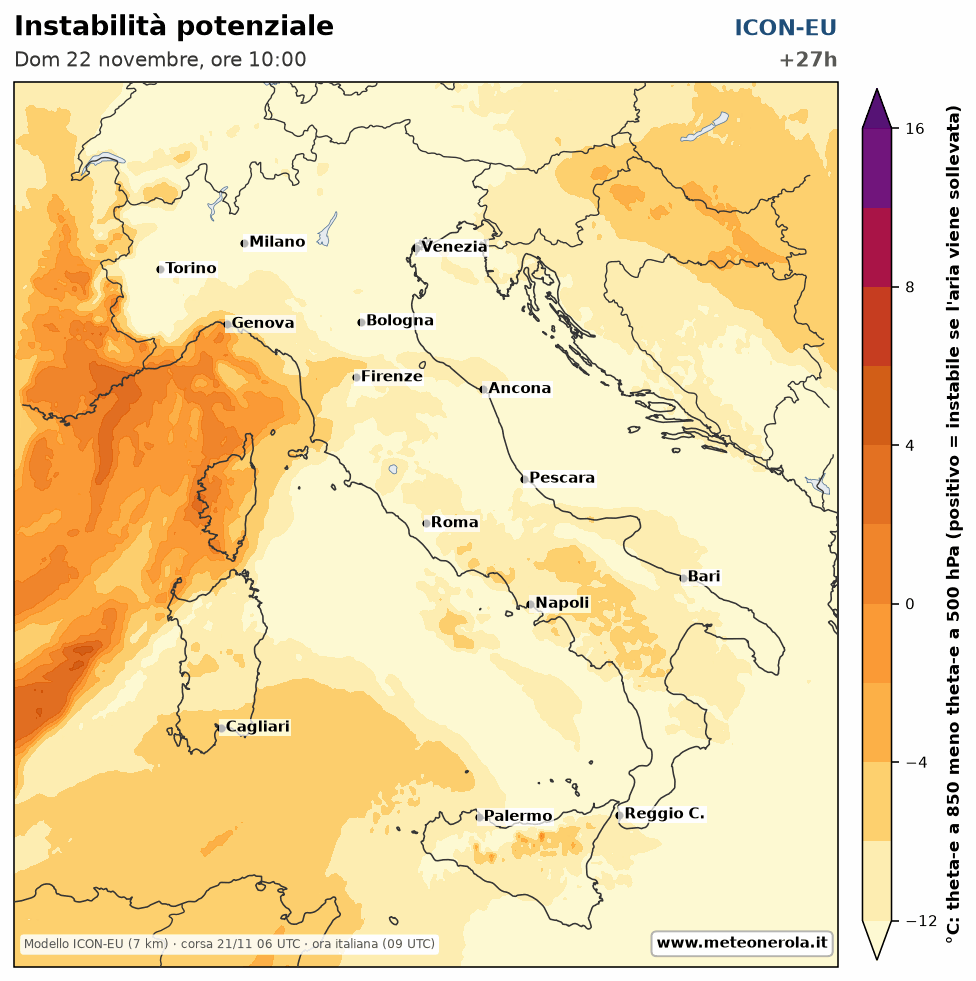 Instabilità potenziale
ICON-EU
Dom 22 novembre, ore 10:00
+27h
Milano
Venezia
Torino
Genova
Bologna
Firenze
Ancona
Pescara
Roma
Bari
Napoli
Cagliari
Palermo
Reggio C.
16
8
4
0
−4
−12
°C: theta-e a 850 meno theta-e a 500 hPa (positivo = instabile se l'aria viene sollevata)
Modello ICON-EU (7 km) · corsa 21/11 06 UTC · ora italiana (09 UTC)
www.meteonerola.it